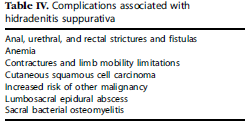 Table IV. Complications associated with
hidradenitis suppurativa
Anal, urethral, and rectal strictures and fistulas
Anemia
Contractures and limb mobility limitations
Cutaneous squamous cell carcinoma
Increased risk of other malignancy
Lumbosacral epidural abscess
Sacral bacterial osteomyelitis